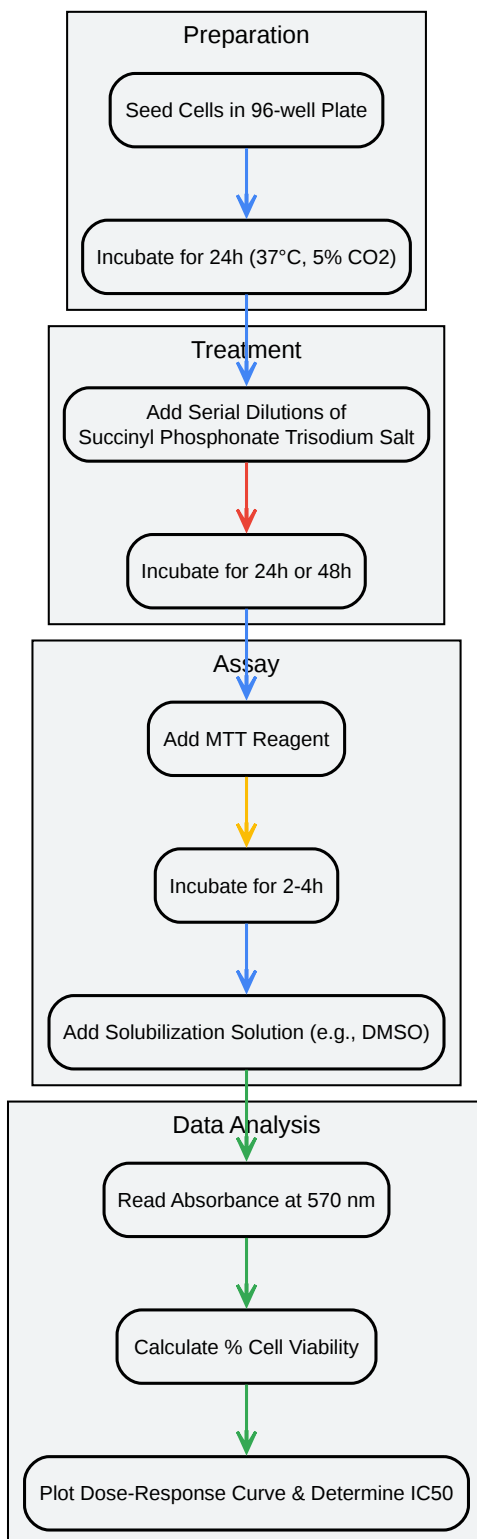 Preparation
Seed Cells in 96-well Plate
Incubate for 24h (37°C, 5% CO2)
Treatment
Add Serial Dilutions of
Succinyl Phosphonate Trisodium Salt
Incubate for 24h or 48h
Assay
Add MTT Reagent
Incubate for 2-4h
Add Solubilization Solution (e.g., DMSO)
Data Analysis
Read Absorbance at 570 nm
Calculate % Cell Viability
Plot Dose-Response Curve & Determine IC50